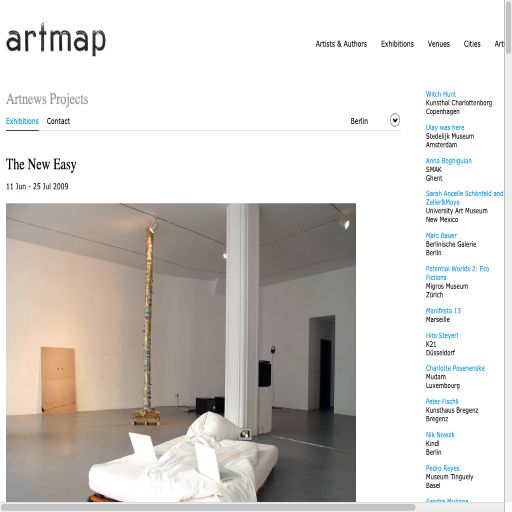 artmap
Artists & Authors
Exhibitions
Venues
Cities
Art
Artnews Projects
Exhibitions
Contact
Berlin
The New Easy
11 Jun - 25 Jul 2009
Witch Hunt
Kunsthal Charlottenborg
Copenhagen
Ulay was here
Stedelijk Museum
Amsterdam
Anna Boghiguian
SMAK
Ghent
Sarah Ancelle Schönfeld and
Zeller&Moye
University Art Museum
New Mexico
Marc Bauer
Berlinische Galerie
Berlin
Potential Worlds 2: Eco
Fictions
Migros Museum
Zürich
Manifesta 13
Marseille
Hito Steyerl
K21
Düsseldorf
Charlotte Posenenske
Mudam
Luxembourg
Peter Fischli
Kunsthaus Bregenz
Bregenz
Nik Nowak
Kindl
Berlin
Pedro Reyes
Museum Tinguely
Basel
Sandra Mujinga